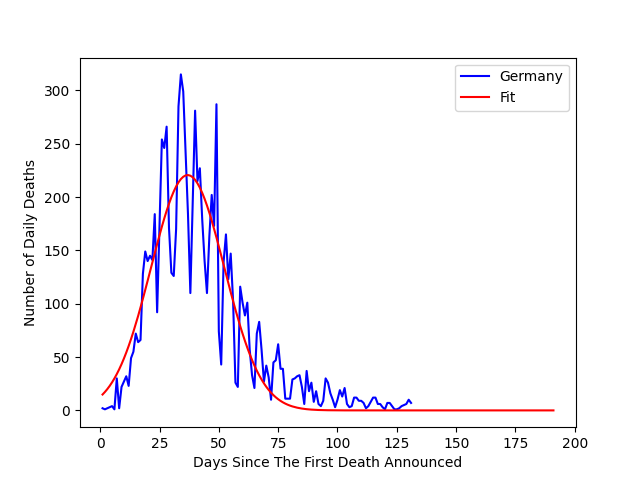 Germany
Fit
Number of Daily Deaths
300
250
200
150
100
50
0
0 25 50 75 100 125 150 175 200
Days Since The First Death Announced